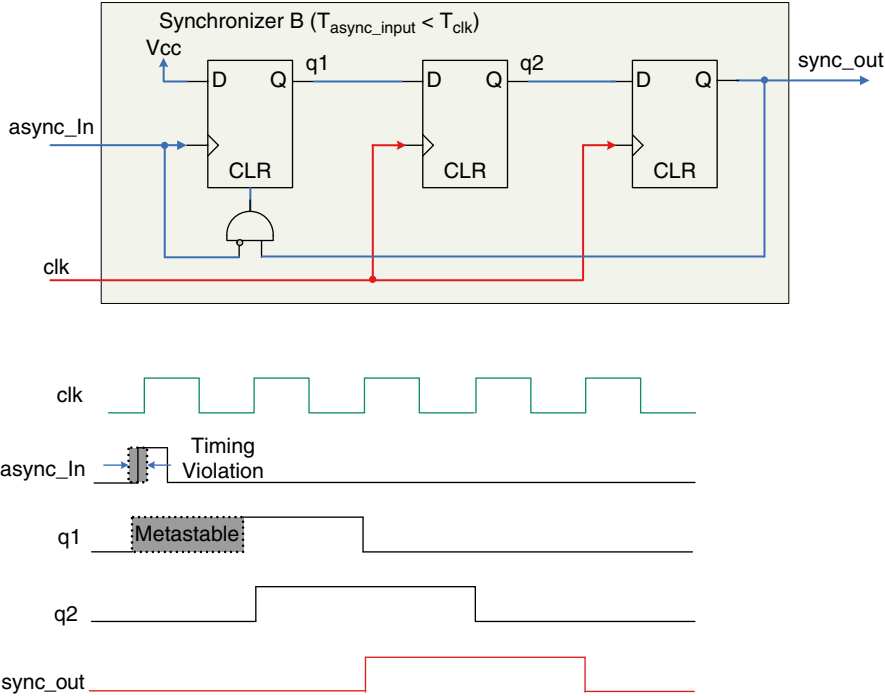 Synchronizer B (Tasync_input < Tclk)
Vcc
D Q q1 D Q q2 D Q sync_out
async_In
CLR CLR CLR
clk
clk
async_In
Timing
Violation
q1 Metastable
q2
sync_out